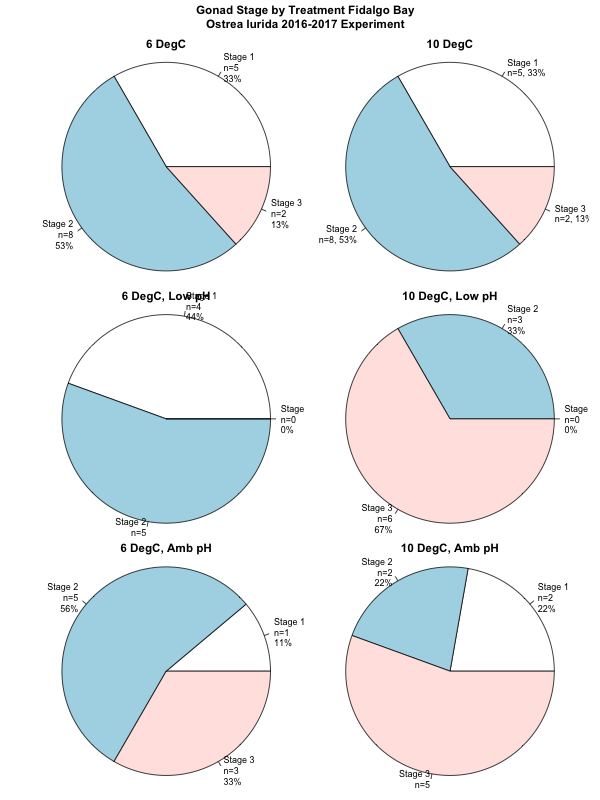 Gonad Stage by Treatment Fidalgo Bay
Ostrea lurida 2016-2017 Experiment
6 DegC
Stage 1
n=5
33%
Stage 2
n=8
53%
Stage 3
n=2
13%
10 DegC
Stage 1
n=5, 33%
Stage 2
n=8, 53%
Stage 3
n=2, 13%
6 DegC, Low pH
Stage 1
n=4
44%
Stage
n=0
0%
Stage 2
n=5
10 DegC, Low pH
Stage 2
n=3
33%
Stage
n=0
0%
Stage 3
n=6
67%
6 DegC, Amb pH
Stage 2
n=5
56%
Stage 1
n=1
11%
Stage 3
n=3
33%
10 DegC, Amb pH
Stage 2
n=2
22%
Stage 1
n=2
22%
Stage 3
n=5